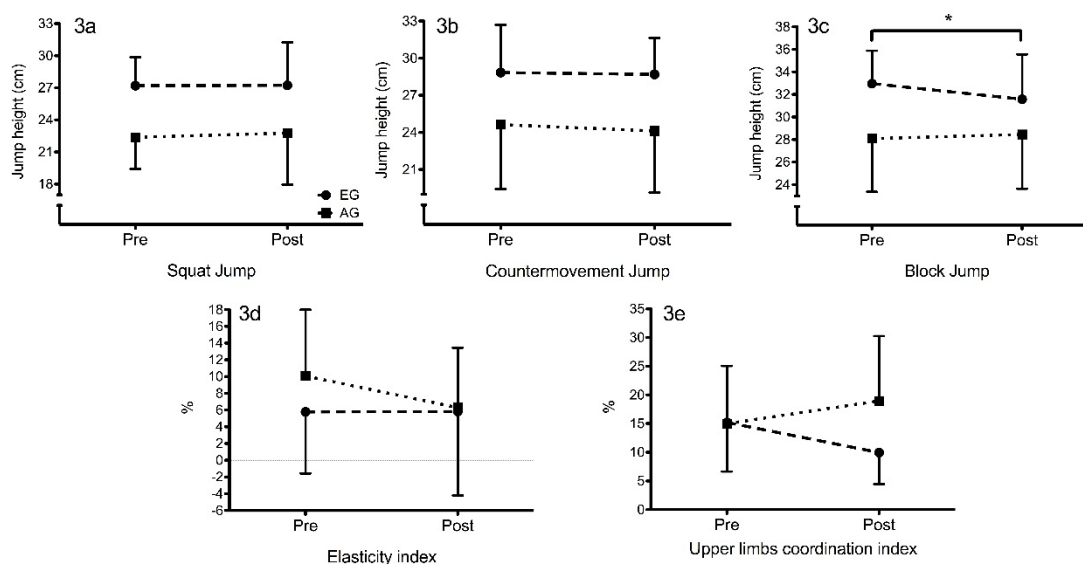 3a
Jump height (cm)
33
30
27
24
21
18
EG
AG
Pre
Post
Squat Jump
3b
Jump height (cm)
33
30
27
24
21
Pre
Post
Countermovement Jump
3c
*
Jump height (cm)
38
36
34
32
30
28
26
24
Pre
Post
Block Jump
3d
%
18
16
14
12
10
8
6
4
2
0
-2
-4
-6
Pre
Post
Elasticity index
3e
%
35
30
25
20
15
10
5
0
Pre
Post
Upper limbs coordination index